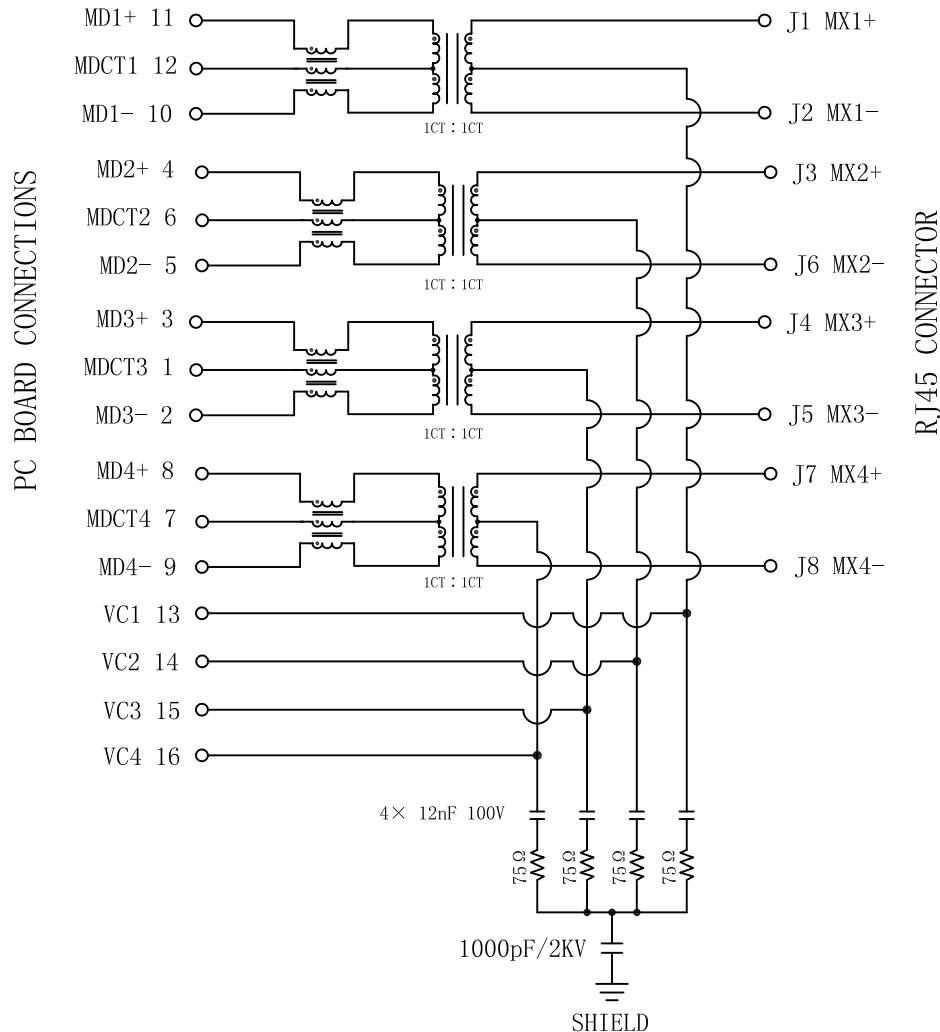 MD1+ 11
J1 MX1+
MDCT1 12
MD1- 10
J2 MX1-
1CT : 1CT
MD2+ 4
J3 MX2+
MDCT2 6
MD2- 5
J6 MX2-
1CT : 1CT
PC BOARD CONNECTIONS
RJ45 CONNECTOR
MD3+ 3
J4 MX3+
MDCT3 1
MD3- 2
J5 MX3-
1CT : 1CT
MD4+ 8
J7 MX4+
MDCT4 7
MD4- 9
J8 MX4-
1CT : 1CT
VC1 13
VC2 14
VC3 15
VC4 16
4× 12nF 100V
75Ω
75Ω
75Ω
75Ω
1000pF/2KV
SHIELD